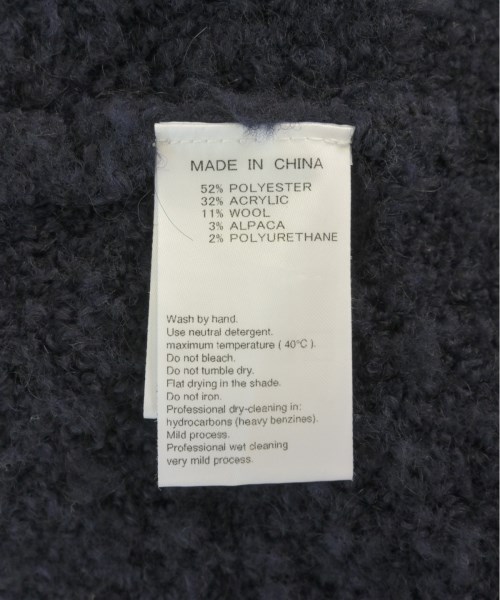 MADE IN CHINA
52% POLYESTER
32% ACRYLIC
11% WOOL
3% ALPACA
2% POLYURETHANE
Wash by hand.
Use neutral detergent.
maximum temperature ( 40°C ).
Do not bleach.
Do not tumble dry.
Flat drying in the shade.
Do not iron.
Professional dry-cleaning in:
hydrocarbons (heavy benzines).
Mild process.
Professional wet cleaning
very mild process.